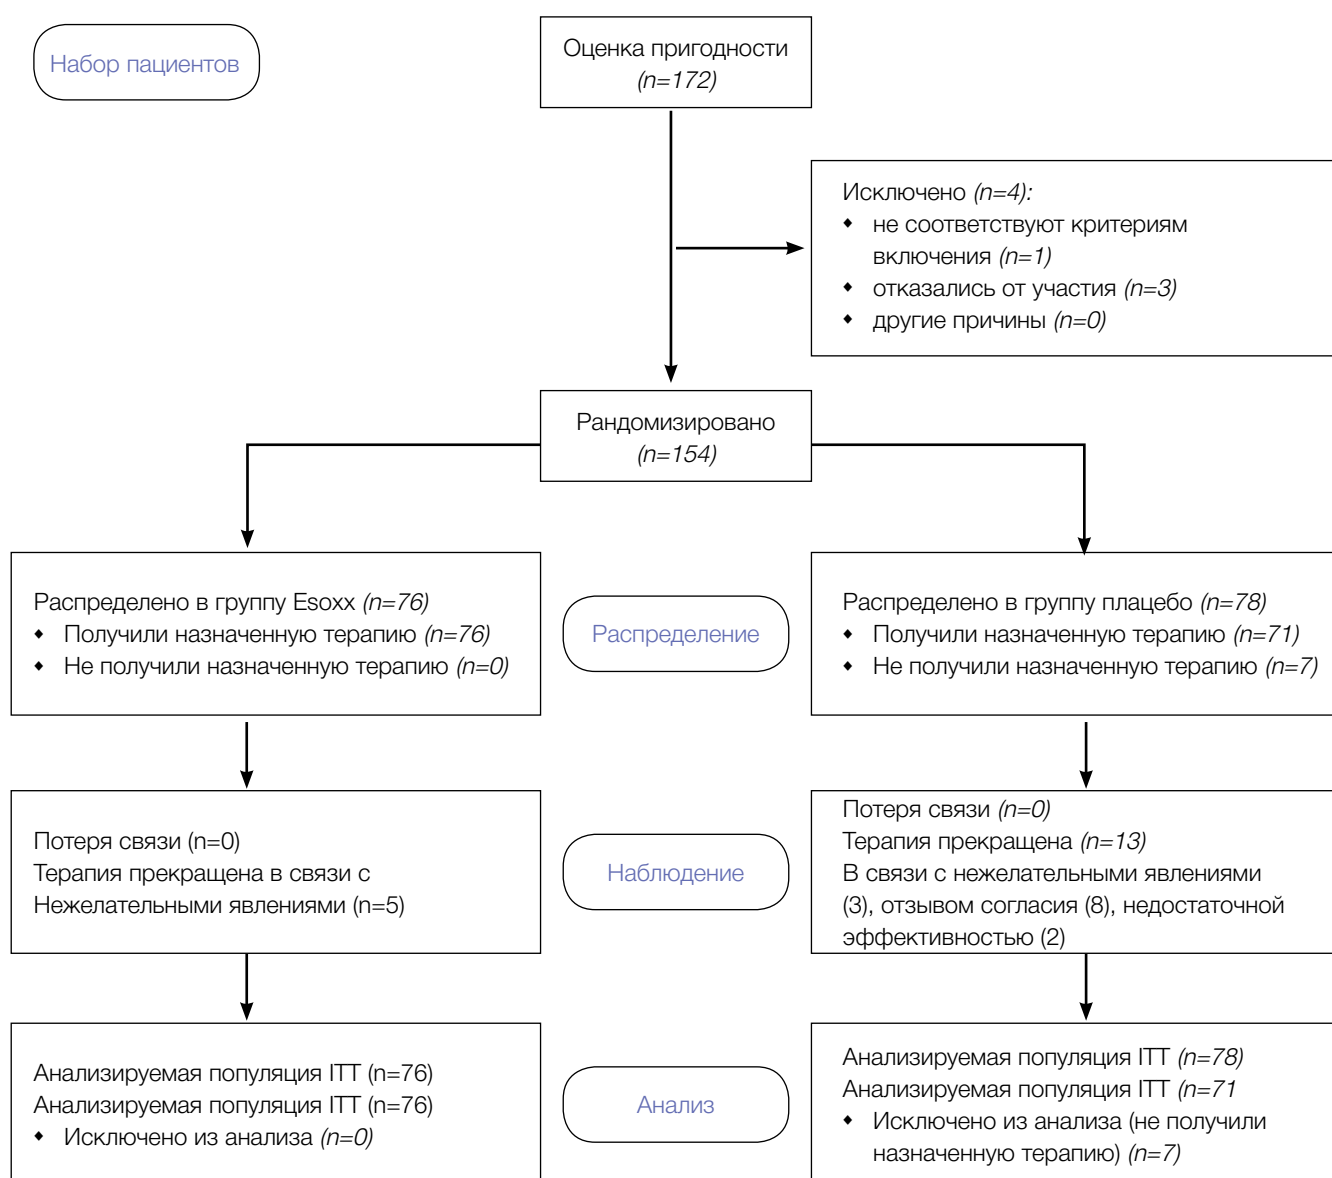 Набор пациентов
Оценка пригодности
(n=172)
Исключено (n=4):
◆ не соответствуют критериям
включения (n=1)
◆ отказались от участия (n=3)
◆ другие причины (n=0)
Рандомизировано
(n=154)
Распределено в группу Esoxx (n=76)
◆ Получили назначенную терапию (n=76)
◆ Не получили назначенную терапию (n=0)
Распределение
Распределено в группу плацебо (n=78)
◆ Получили назначенную терапию (n=71)
◆ Не получили назначенную терапию (n=7)
Потеря связи (n=0)
Терапия прекращена в связи с
Нежелательными явлениями (n=5)
Наблюдение
Потеря связи (n=0)
Терапия прекращена (n=13)
В связи с нежелательными явлениями
(3), отзывом согласия (8), недостаточной
эффективностью (2)
Анализируемая популяция ITT (n=76)
Анализируемая популяция ITT (n=76)
◆ Исключено из анализа (n=0)
Анализ
Анализируемая популяция ITT (n=78)
Анализируемая популяция ITT (n=71
◆ Исключено из анализа (не получили
назначенную терапию) (n=7)